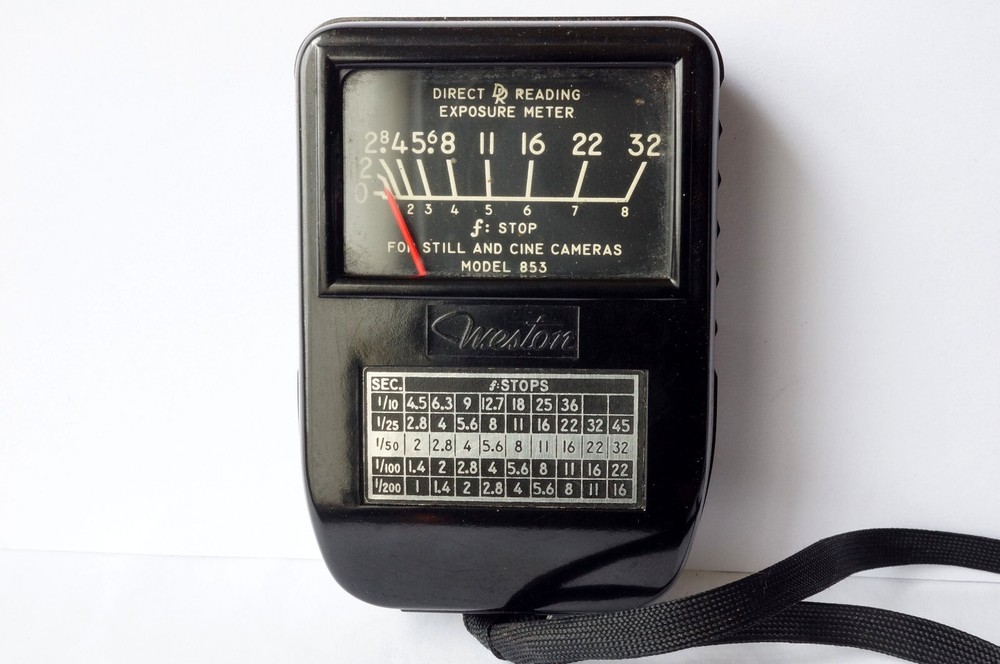 DIRECT DR READING
EXPOSURE METER
2.8 4 5.6 8 11 16 22 32
2
0
2 3 4 5 6 7 8
f: STOP
FOR STILL AND CINE CAMERAS
MODEL 853
Weston
SEC. f:STOPS
1/10 4.5 6.3 9 12.7 18 25 36
1/25 2.8 4 5.6 8 11 16 22 32 45
1/50 2 2.8 4 5.6 8 11 16 22 32
1/100 1.4 2 2.8 4 5.6 8 11 16 22
1/200 1 1.4 2 2.8 4 5.6 8 11 16